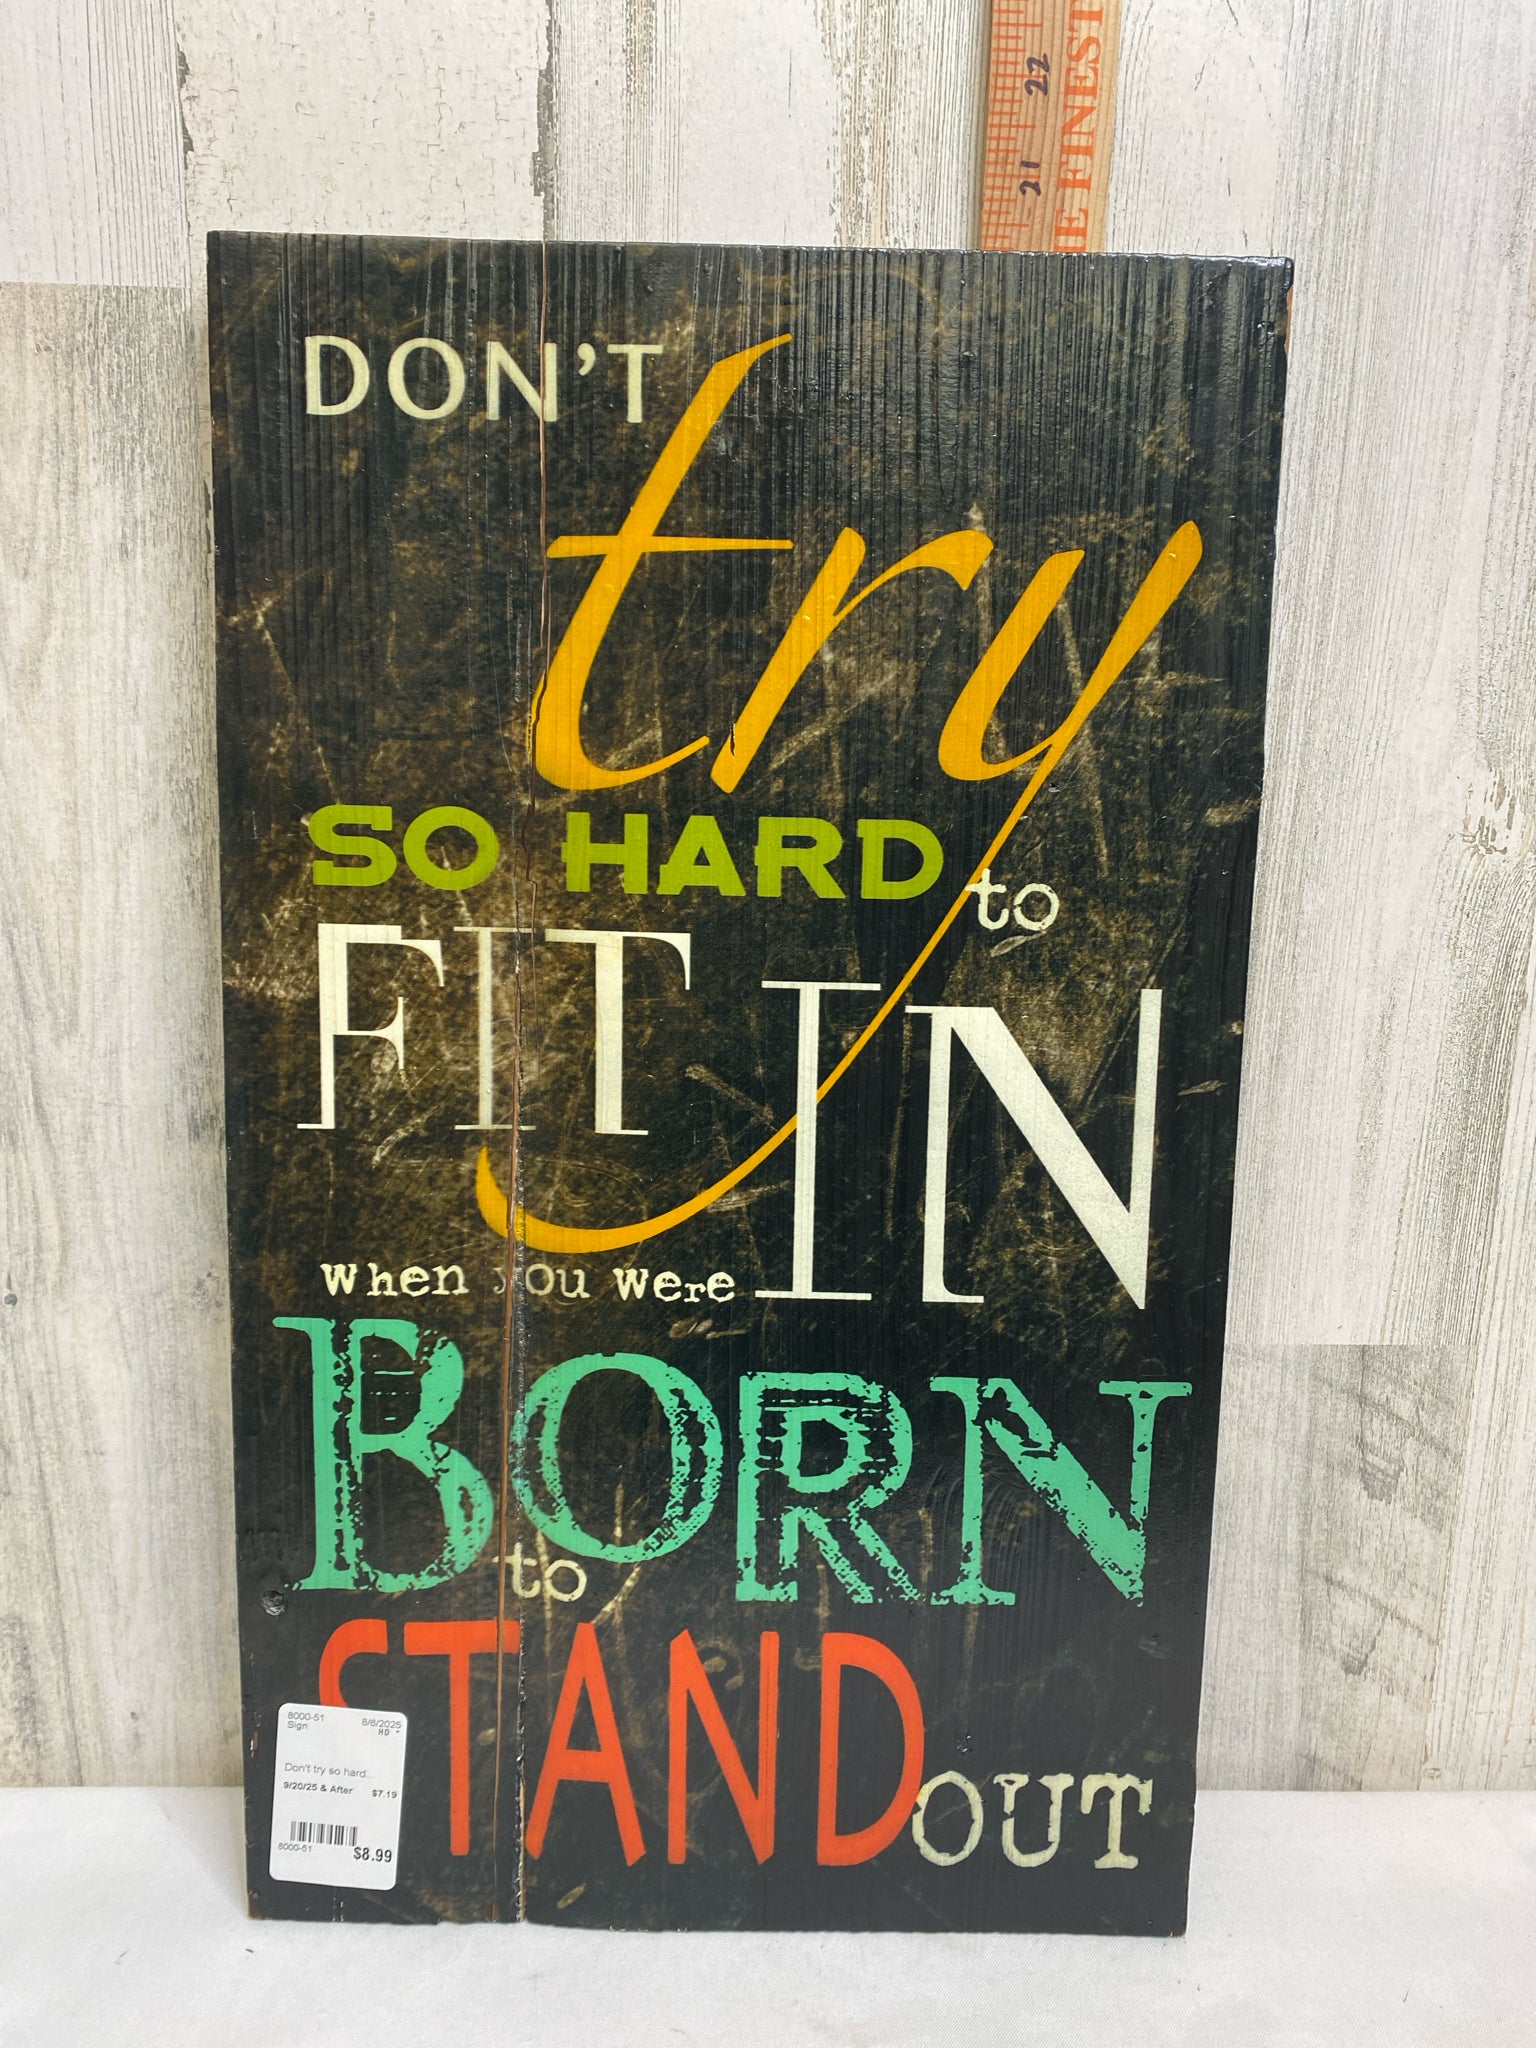 22
21
E FINEST
DON'T
try
SO HARD to
FIT IN
when you were
BORN
to
STAND OUT
8000-51 8/6/2025
Sign HD *
Don't try so hard...
9/20/25 & After $7.19
8000-51 $8.99